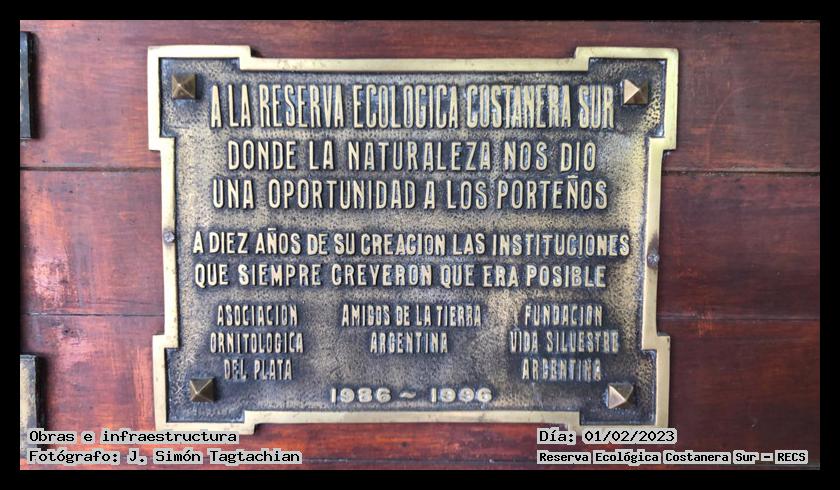 A LA RESERVA ECOLOGICA COSTANERA SUR
DONDE LA NATURALEZA NOS DIO
UNA OPORTUNIDAD A LOS PORTEÑOS
A DIEZ AÑOS DE SU CREACION LAS INSTITUCIONES
QUE SIEMPRE CREYERON QUE ERA POSIBLE
ASOCIACION
ORNITOLOGICA
DEL PLATA
AMIGOS DE LA TIERRA
ARGENTINA
FUNDACION
VIDA SILVESTRE
ARGENTINA
1986 ~ 1996
Obras e infraestructura
Fotógrafo: J. Simón Tagtachian
Día: 01/02/2023
Reserva Ecológica Costanera Sur - RECS